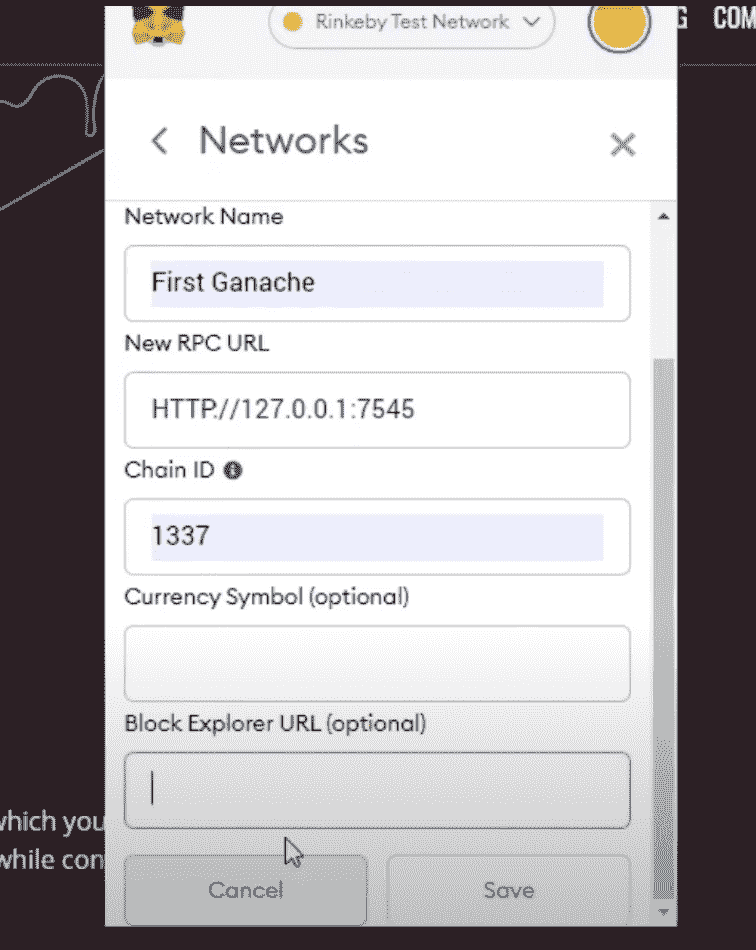 Rinkeby Test Network
G COM
Networks
Network Name
First Ganache
New RPC URL
HTTP://127.0.0.1:7545
Chain ID
1337
Currency Symbol (optional)
Block Explorer URL (optional)
which you
while con
Cancel
Save